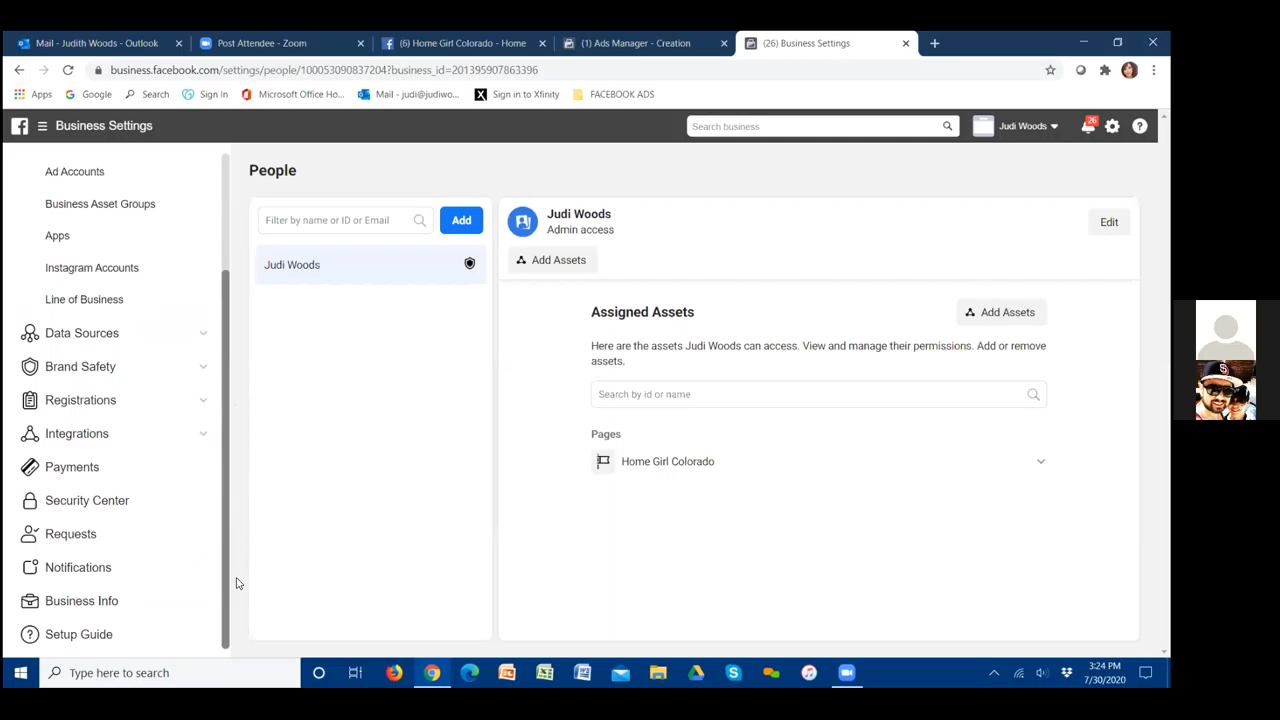 Mail - Judith Woods - Outlook
Post Attendee - Zoom
(6) Home Girl Colorado - Home
(1) Ads Manager - Creation
(26) Business Settings
business.facebook.com/settings/people/100053090837204?business_id=201395907863396
Apps
Google
Search
Sign In
Microsoft Office Ho...
Mail - judi@judiwo...
Sign in to Xfinity
FACEBOOK ADS
Business Settings
Search business
Judi Woods
26
Ad Accounts
Business Asset Groups
Apps
Instagram Accounts
Line of Business
Data Sources
Brand Safety
Registrations
Integrations
Payments
Security Center
Requests
Notifications
Business Info
Setup Guide
People
Filter by name or ID or Email
Add
Judi Woods
Judi Woods
Admin access
Edit
Add Assets
Assigned Assets
Add Assets
Here are the assets Judi Woods can access. View and manage their permissions. Add or remove
assets.
Search by id or name
Pages
Home Girl Colorado
Type here to search
3:24 PM
7/30/2020